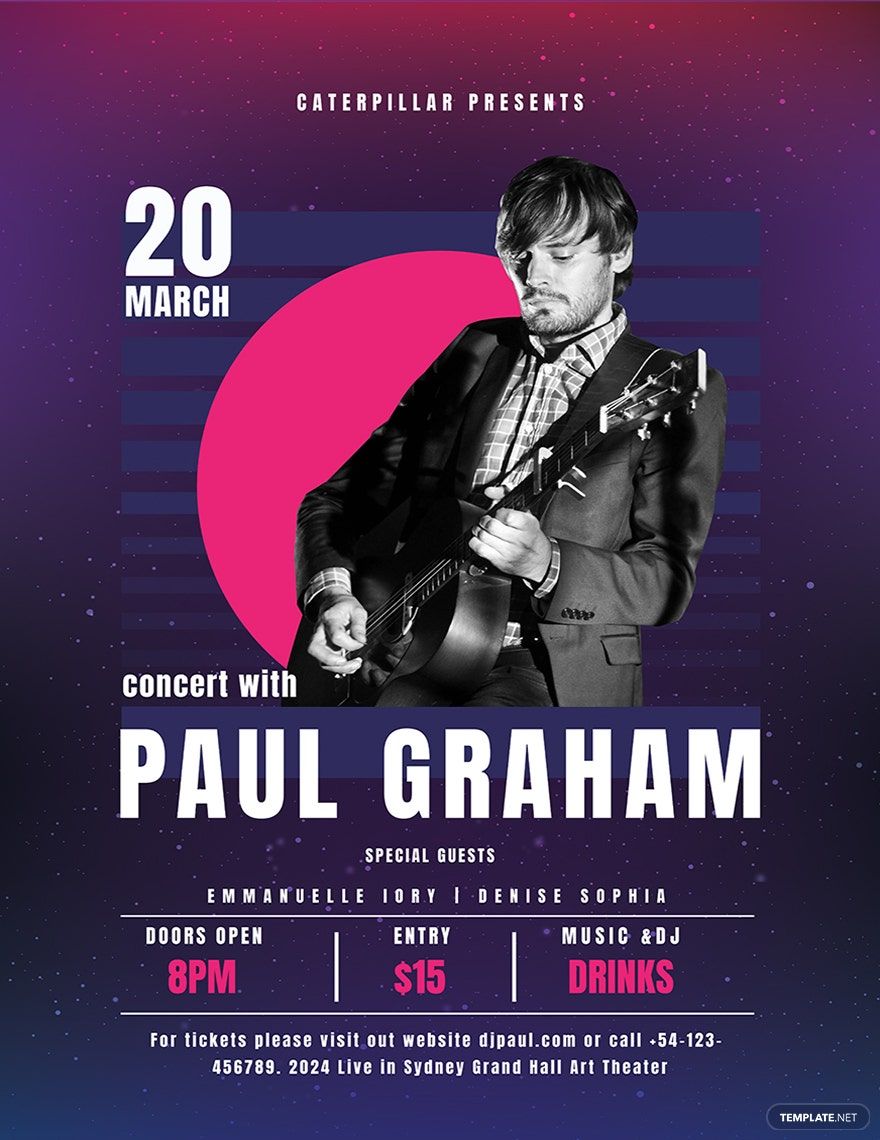 CATERPILLAR PRESENTS
20
MARCH
concert with
PAUL GRAHAM
SPECIAL GUESTS
EMMANUELLE IORY | DENISE SOPHIA
DOORS OPEN
8PM
ENTRY
$15
MUSIC &DJ
DRINKS
For tickets please visit out website djpaul.com or call +54-123-
456789. 2024 Live in Sydney Grand Hall Art Theater
TEMPLATE.NET